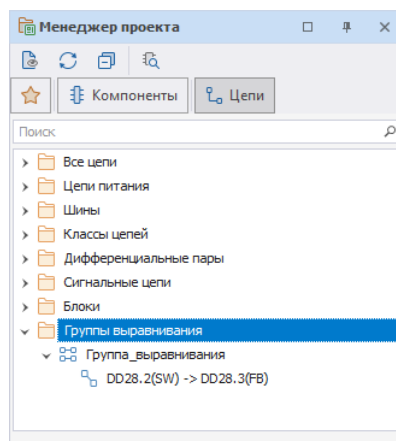 Менеджер проекта
Компоненты
Цепи
Поиск
Все цепи
Цепи питания
Шины
Классы цепей
Дифференциальные пары
Сигнальные цепи
Блоки
Группы выравнивания
Группа_выравнивания
DD28.2(SW) -> DD28.3(FB)